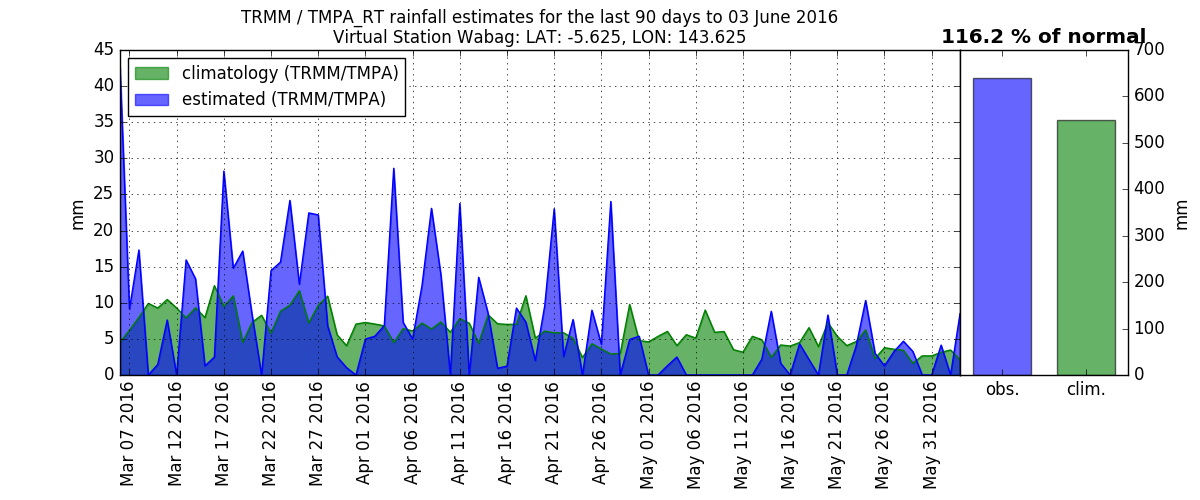 TRMM / TMPA_RT rainfall estimates for the last 90 days to 03 June 2016
Virtual Station Wabag: LAT: -5.625, LON: 143.625
116.2 % of normal
climatology (TRMM/TMPA)
estimated (TRMM/TMPA)
45
40
35
30
25
20
15
10
5
0
mm
Mar 07 2016
Mar 12 2016
Mar 17 2016
Mar 22 2016
Mar 27 2016
Apr 01 2016
Apr 06 2016
Apr 11 2016
Apr 16 2016
Apr 21 2016
Apr 26 2016
May 01 2016
May 06 2016
May 11 2016
May 16 2016
May 21 2016
May 26 2016
May 31 2016
obs.
clim.
700
600
500
400
300
200
100
0
mm